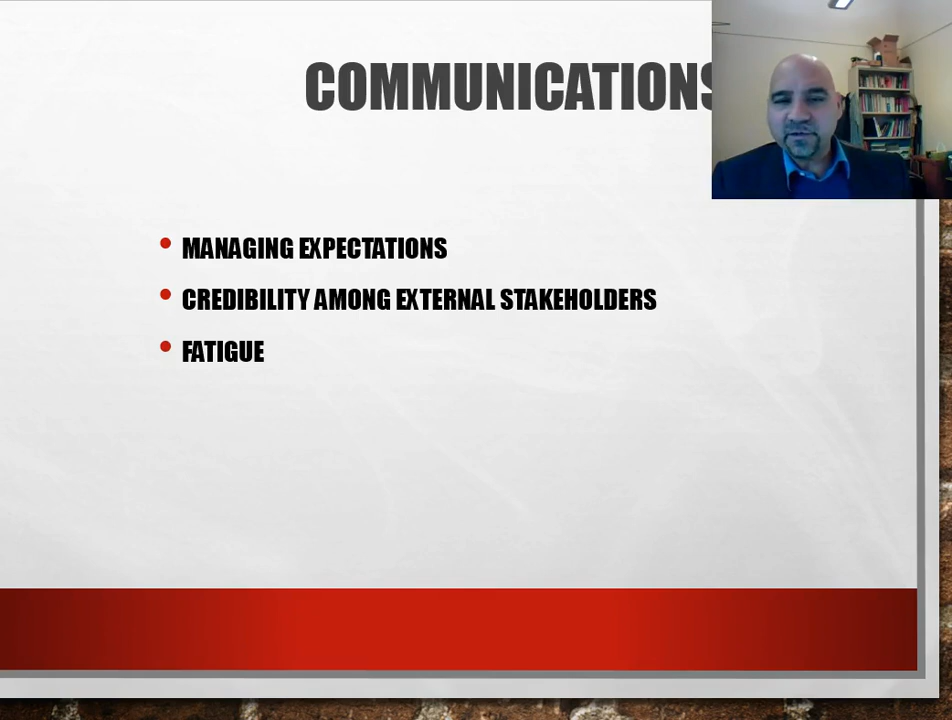 COMMUNICATIONS
• MANAGING EXPECTATIONS
• CREDIBILITY AMONG EXTERNAL STAKEHOLDERS
• FATIGUE